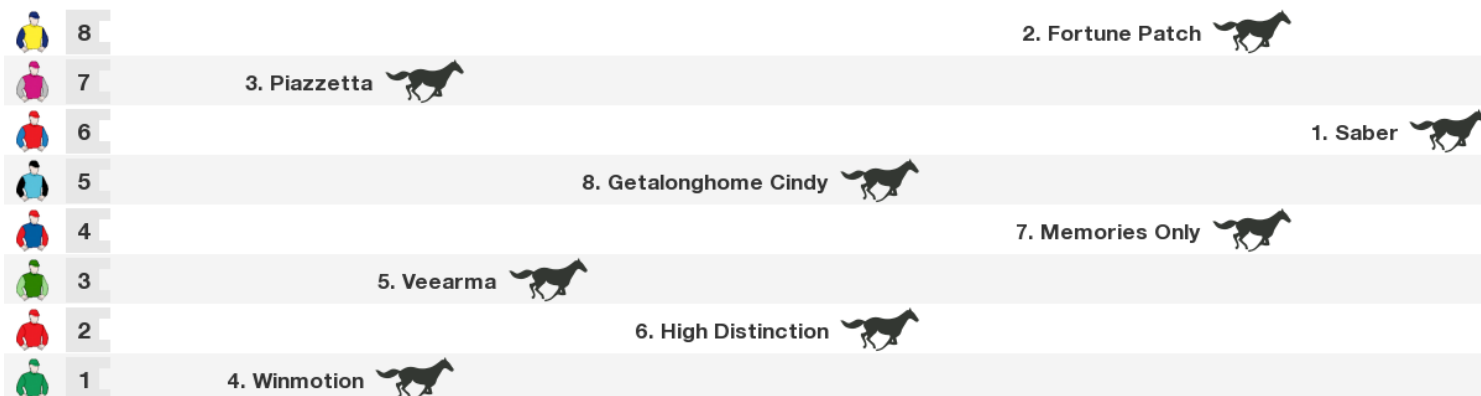 8 2. Fortune Patch
7 3. Piazzetta
6 1. Saber
5 8. Getalonghome Cindy
4 7. Memories Only
3 5. Veearma
2 6. High Distinction
1 4. Winmotion